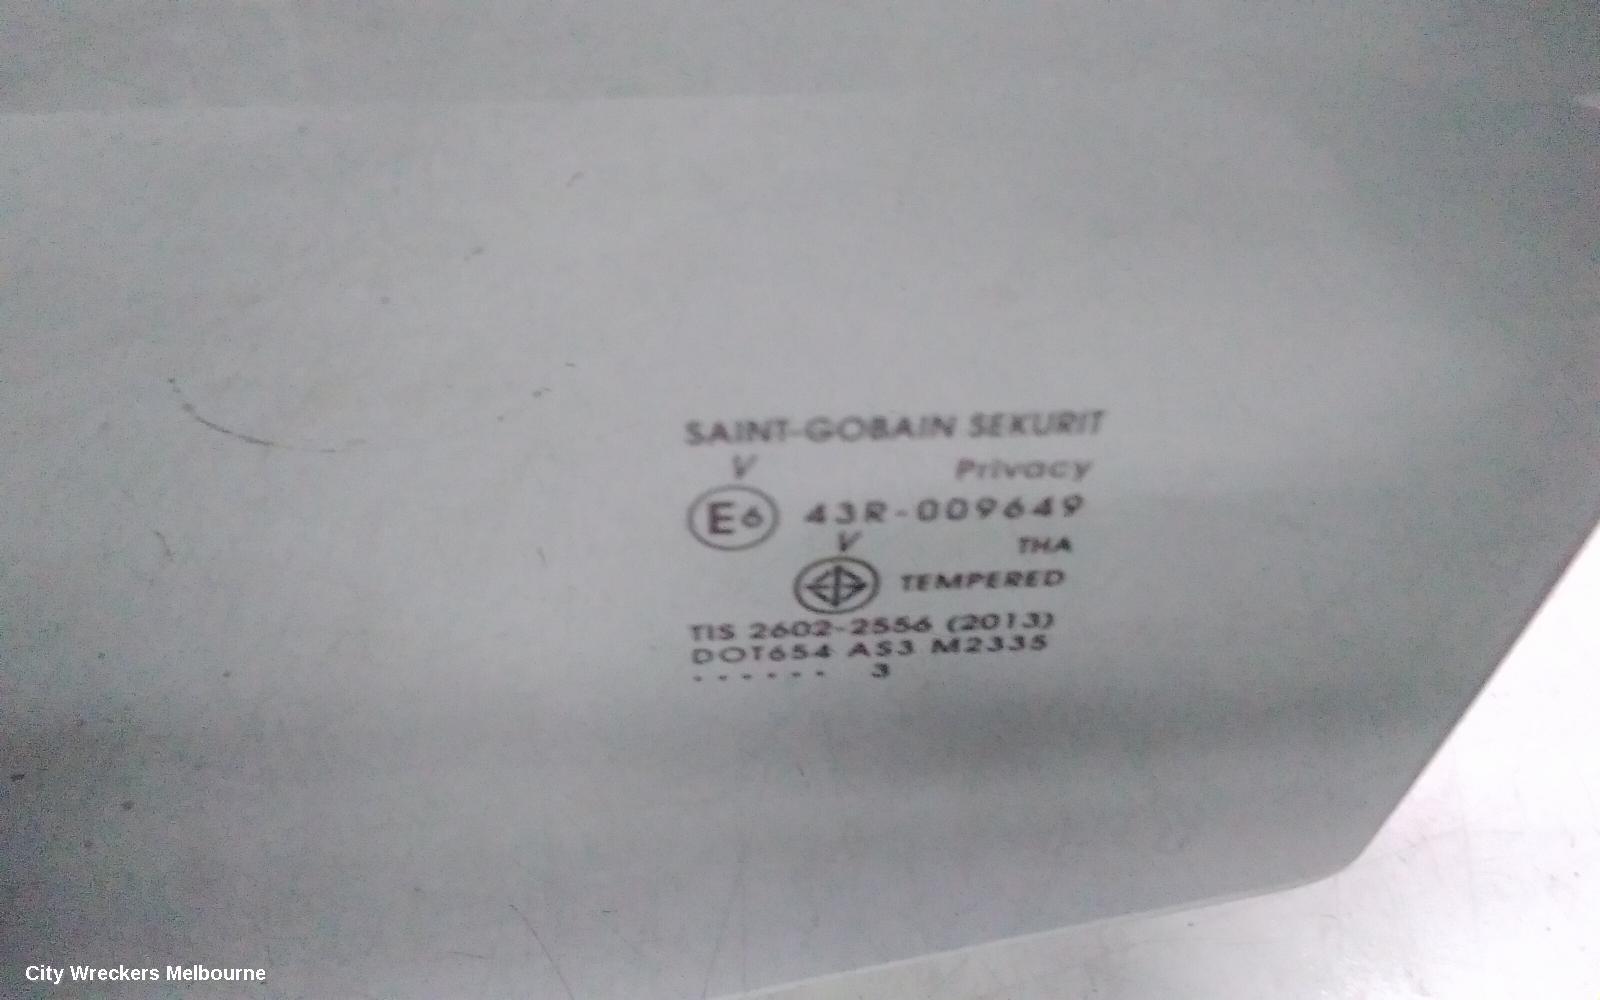 SAINT-GOBAIN SEKURIT
V Privacy
E6 43R-009649
V THA
TEMPERED
TIS 2602-2556 (2013)
DOT654 AS3 M2335
. . . . . . 3
City Wreckers Melbourne